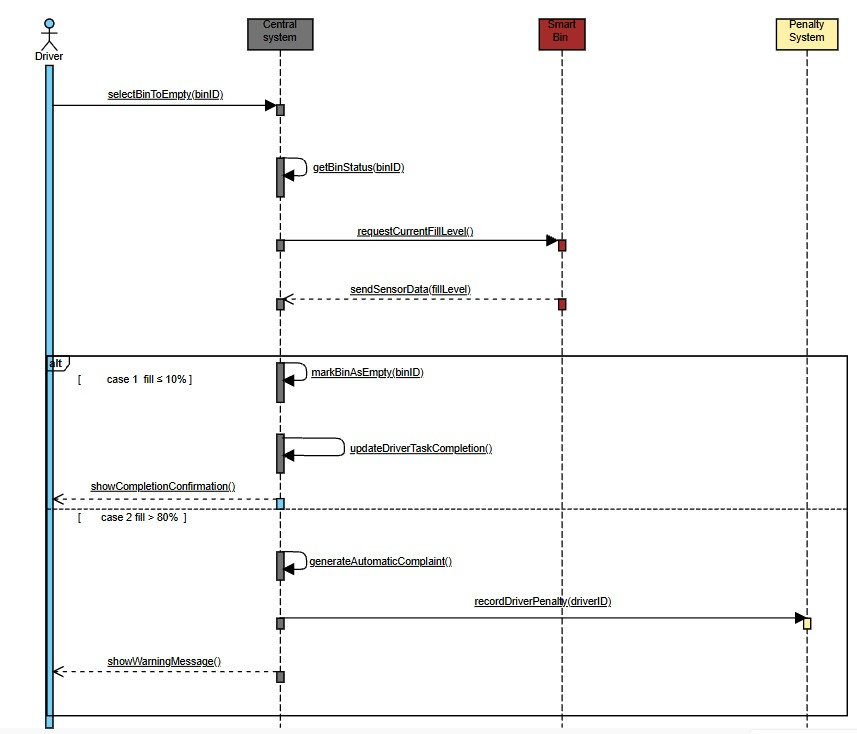 Central
system
Smart
Bin
Penalty
System
Driver
selectBinToEmpty(binID)
getBinStatus(binID)
requestCurrentFillLevel()
sendSensorData(fillLevel)
alt
[ case 1 fill ≤ 10% ]
markBinAsEmpty(binID)
updateDriverTaskCompletion()
showCompletionConfirmation()
[ case 2 fill > 80% ]
generateAutomaticComplaint()
recordDriverPenalty(driverID)
showWarningMessage()